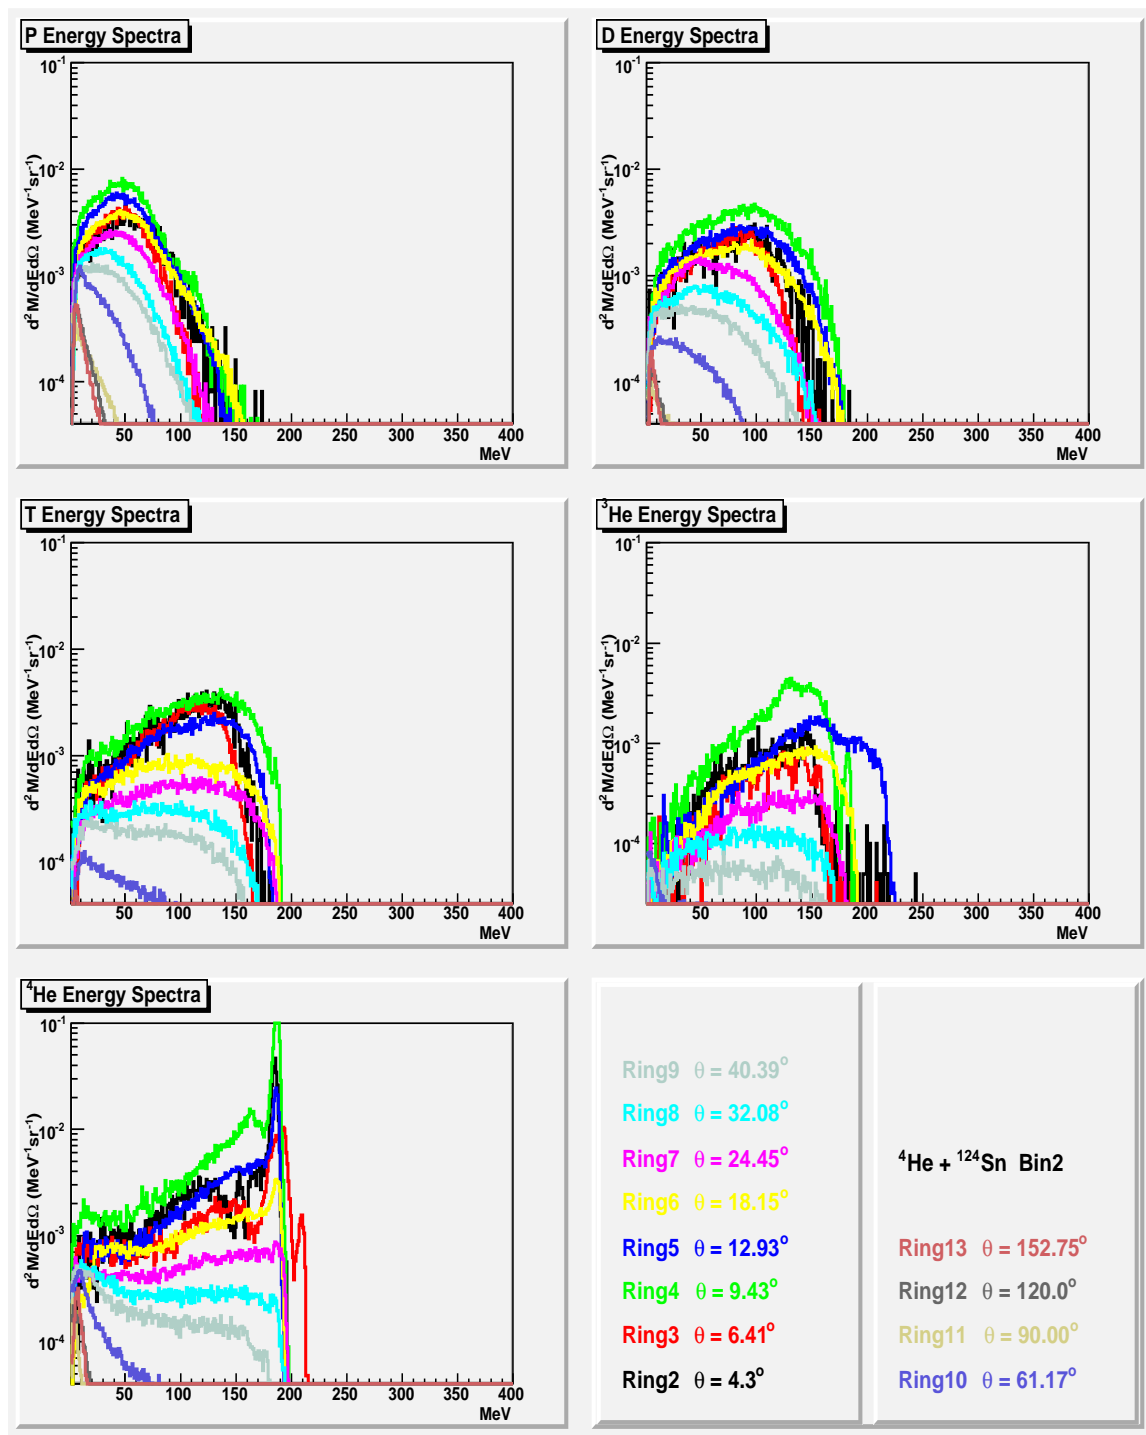 P Energy Spectra
d²M/dEdΩ (MeV⁻¹sr⁻¹)
10⁻¹
10⁻²
10⁻³
10⁻⁴
50 100 150 200 250 300 350 400
MeV
D Energy Spectra
d²M/dEdΩ (MeV⁻¹sr⁻¹)
10⁻¹
10⁻²
10⁻³
10⁻⁴
50 100 150 200 250 300 350 400
MeV
T Energy Spectra
d²M/dEdΩ (MeV⁻¹sr⁻¹)
10⁻¹
10⁻²
10⁻³
10⁻⁴
50 100 150 200 250 300 350 400
MeV
³He Energy Spectra
d²M/dEdΩ (MeV⁻¹sr⁻¹)
10⁻¹
10⁻²
10⁻³
10⁻⁴
50 100 150 200 250 300 350 400
MeV
⁴He Energy Spectra
d²M/dEdΩ (MeV⁻¹sr⁻¹)
10⁻¹
10⁻²
10⁻³
10⁻⁴
50 100 150 200 250 300 350 400
MeV
Ring9 θ = 40.39°
Ring8 θ = 32.08°
Ring7 θ = 24.45°
Ring6 θ = 18.15°
Ring5 θ = 12.93°
Ring4 θ = 9.43°
Ring3 θ = 6.41°
Ring2 θ = 4.3°
⁴He + ¹²⁴Sn Bin2
Ring13 θ = 152.75°
Ring12 θ = 120.0°
Ring11 θ = 90.00°
Ring10 θ = 61.17°